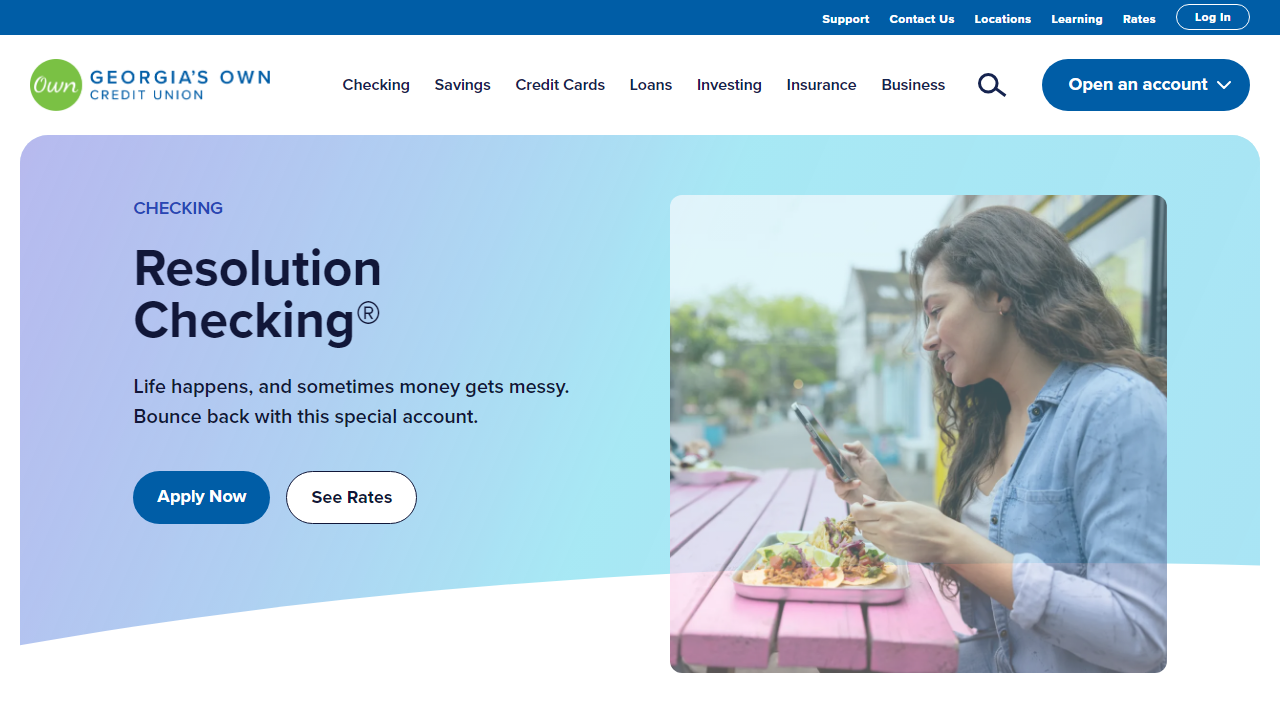 Support Contact Us Locations Learning Rates Log In
Own GEORGIA'S OWN
CREDIT UNION
Checking Savings Credit Cards Loans Investing Insurance Business Open an account
CHECKING
Resolution
Checking®
Life happens, and sometimes money gets messy.
Bounce back with this special account.
Apply Now See Rates